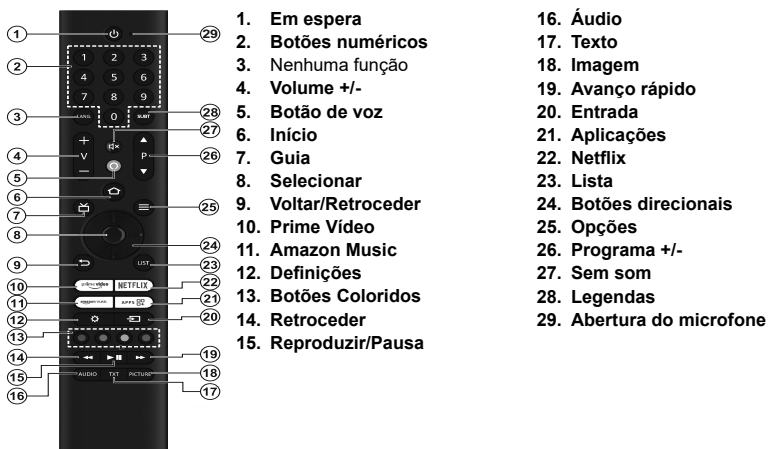 1
29
1 2 3
2
4 5 6
7 8 9
28
3
LANG.
0
SUBT
27
+
4
V
P
26
5
−
6
7
25
8
24
9
LIST
23
10
prime video
NETFLIX
22
11
amazon music
APPS
21
12
20
13
14
19
15
AUDIO
TXT
PICTURE
18
16
17
1. Em espera
2. Botões numéricos
3. Nenhuma função
4. Volume +/-
5. Botão de voz
6. Início
7. Guia
8. Selecionar
9. Voltar/Retroceder
10. Prime Vídeo
11. Amazon Music
12. Definições
13. Botões Coloridos
14. Retroceder
15. Reproduzir/Pausa
16. Áudio
17. Texto
18. Imagem
19. Avanço rápido
20. Entrada
21. Aplicações
22. Netflix
23. Lista
24. Botões direcionais
25. Opções
26. Programa +/-
27. Sem som
28. Legendas
29. Abertura do microfone